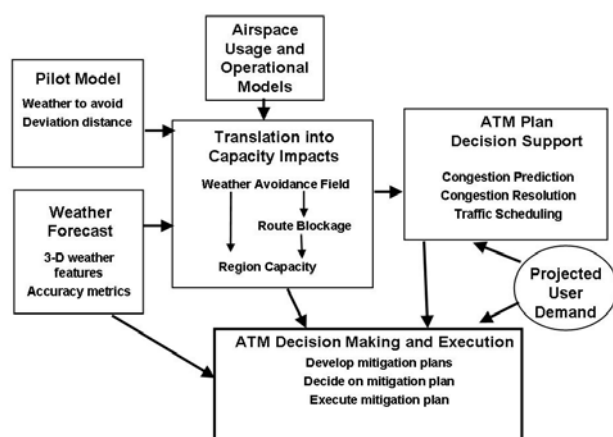 Airspace
Usage and
Operational
Models
Pilot Model
Weather to avoid
Deviation distance
Translation into
Capacity Impacts
Weather Avoidance Field
Route Blockage
Region Capacity
ATM Plan
Decision Support
Congestion Prediction
Congestion Resolution
Traffic Scheduling
Weather
Forecast
3-D weather
features
Accuracy metrics
Projected
User
Demand
ATM Decision Making and Execution
Develop mitigation plans
Decide on mitigation plan
Execute mitigation plan